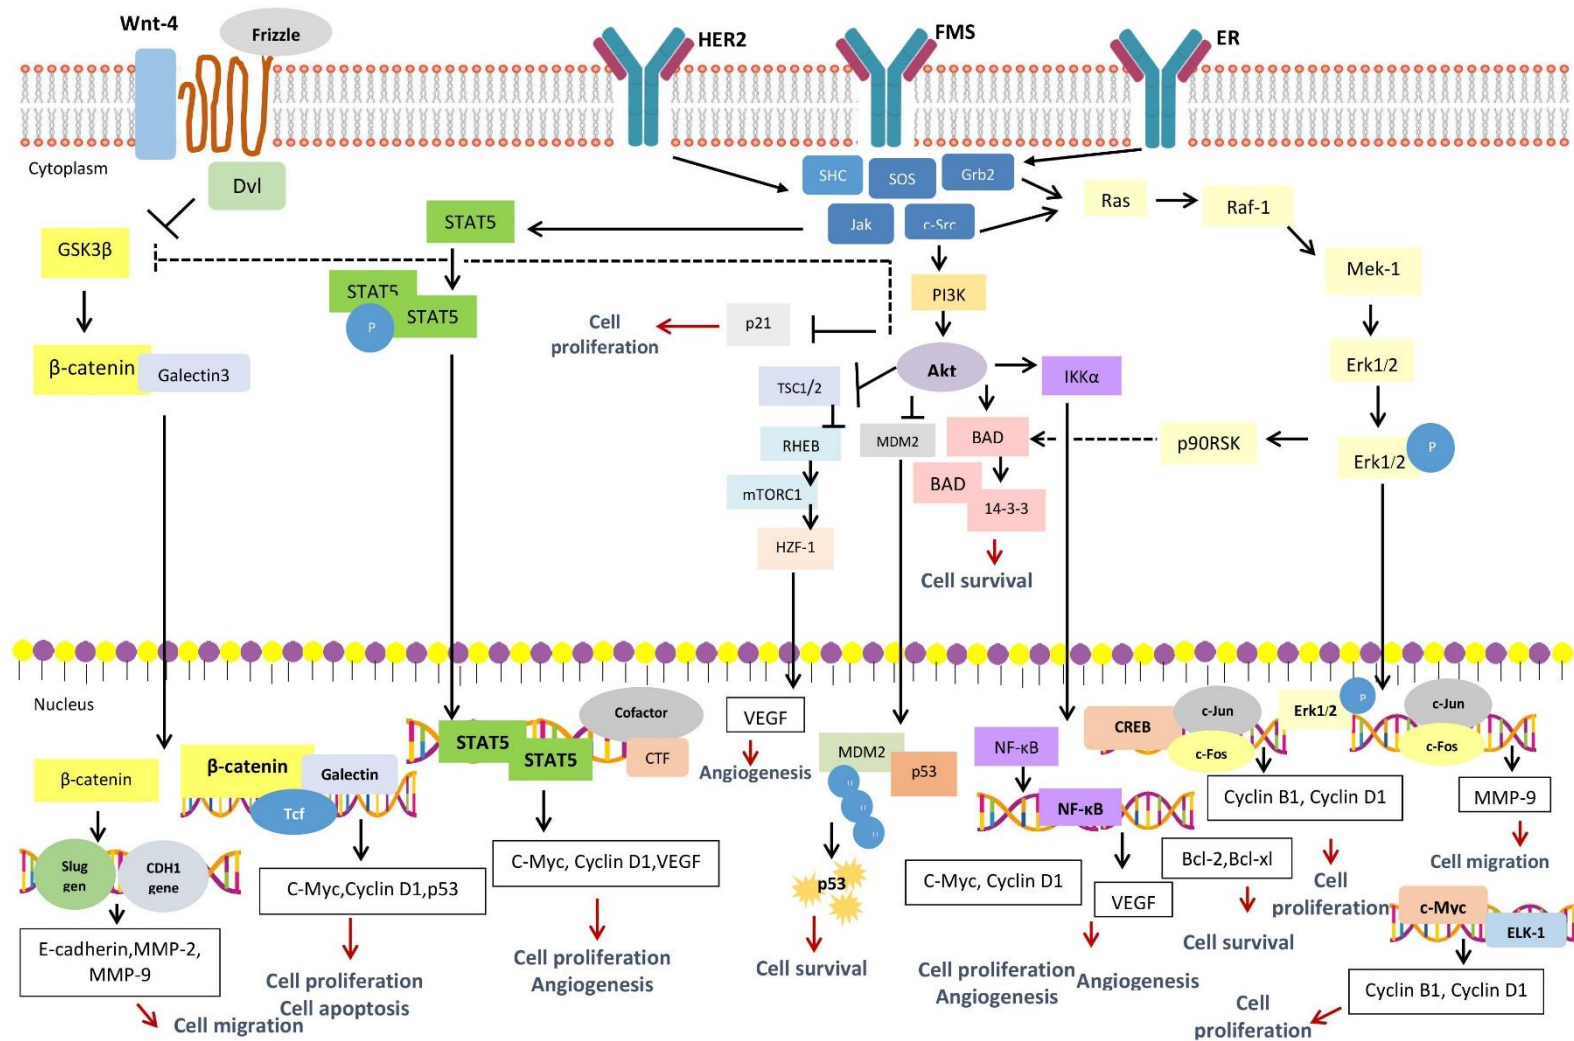 Wnt-4
Frizzle
HER2
FMS
ER
Cytoplasm
Dvl
SHC
SOS
Grb2
Jak
c-Src
Ras
Raf-1
STAT5
GSK3β
Mek-1
STAT5
STAT5
P
PI3K
p21
Cell
proliferation
β-catenin
Galectin3
Akt
IKKα
Erk1/2
TSC1/2
RHEB
MDM2
BAD
p90RSK
Erk1/2
P
mTORC1
BAD
14-3-3
HZF-1
Cell survival
Nucleus
VEGF
Angiogenesis
Cofactor
CTF
STAT5
STAT5
β-catenin
β-catenin
Galectin
Tcf
MDM2
p53
NF-κB
NF-κB
CREB
c-Jun
c-Fos
Erk1/2
P
c-Jun
c-Fos
Cyclin B1, Cyclin D1
MMP-9
Slug
gen
CDH1
gene
C-Myc,Cyclin D1,p53
C-Myc, Cyclin D1,VEGF
p53
C-Myc, Cyclin D1
VEGF
Bcl-2,Bcl-xl
Cell migration
Cell
proliferation
c-Myc
ELK-1
E-cadherin,MMP-2,
MMP-9
Cell migration
Cell proliferation
Cell apoptosis
Cell proliferation
Angiogenesis
Cell survival
Cell proliferation
Angiogenesis
Angiogenesis
Cell survival
Cyclin B1, Cyclin D1
Cell
proliferation